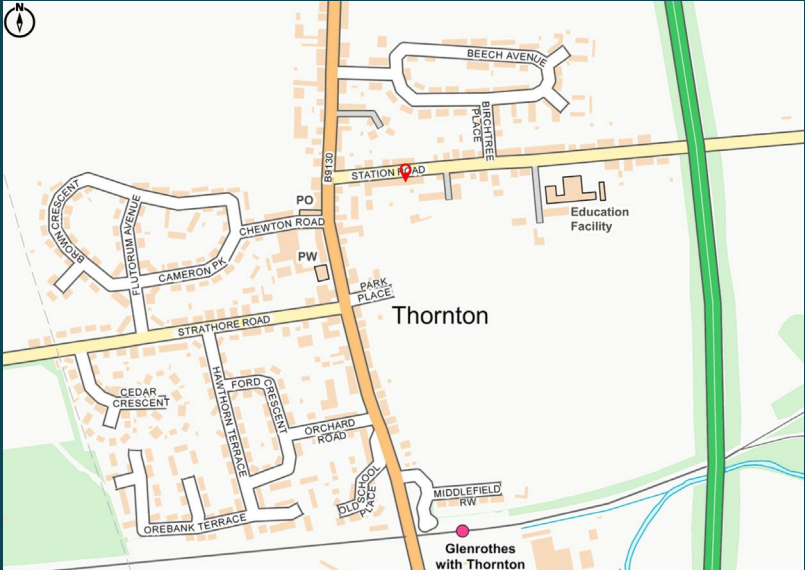 N
BEECH AVENUE
BIRCHTREE
PLACE
B9130
STATION ROAD
PO
Education
Facility
BROWN CRESCENT
FLUTORUM AVENUE
CHEWTON ROAD
CAMERON PK
PW
PARK
PLACE
Thornton
STRATHORE ROAD
CEDAR
CRESCENT
HAWTHORN TERRACE
FORD CRESCENT
ORCHARD
ROAD
OLD SCHOOL
PLACE
MIDDLEFIELD
RW
OREBANK TERRACE
Glenrothes
with Thornton